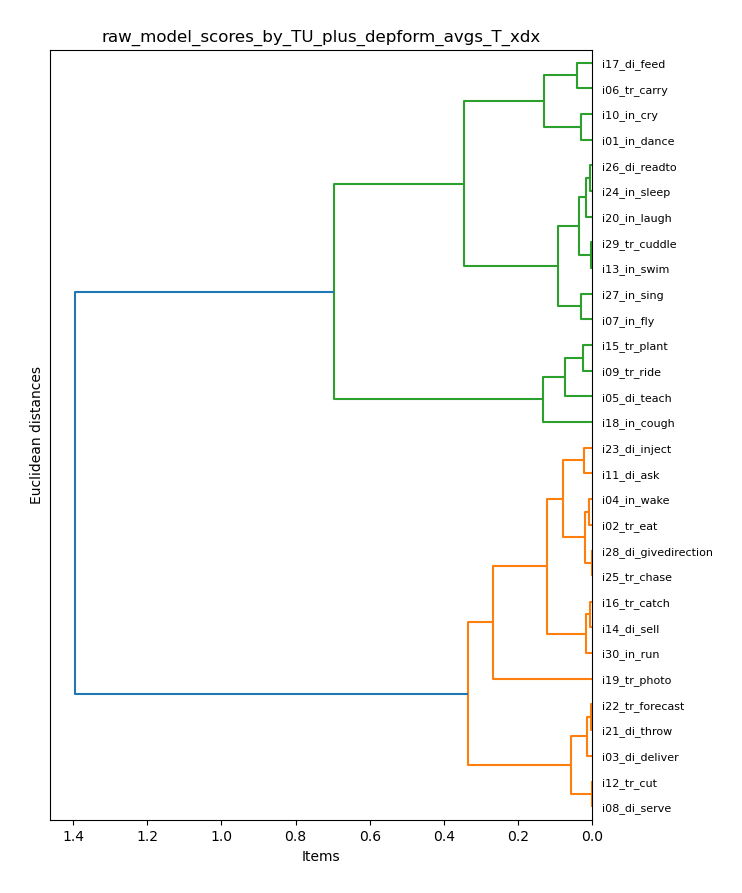 raw_model_scores_by_TU_plus_depform_avgs_T_xdx
i17_di_feed
i06_tr_carry
i10_in_cry
i01_in_dance
i26_di_readto
i24_in_sleep
i20_in_laugh
i29_tr_cuddle
i13_in_swim
i27_in_sing
i07_in_fly
i15_tr_plant
i09_tr_ride
i05_di_teach
i18_in_cough
i23_di_inject
i11_di_ask
i04_in_wake
i02_tr_eat
i28_di_givedirection
i25_tr_chase
i16_tr_catch
i14_di_sell
i30_in_run
i19_tr_photo
i22_tr_forecast
i21_di_throw
i03_di_deliver
i12_tr_cut
i08_di_serve
Euclidean distances
1.4 1.2 1.0 0.8 0.6 0.4 0.2 0.0
Items